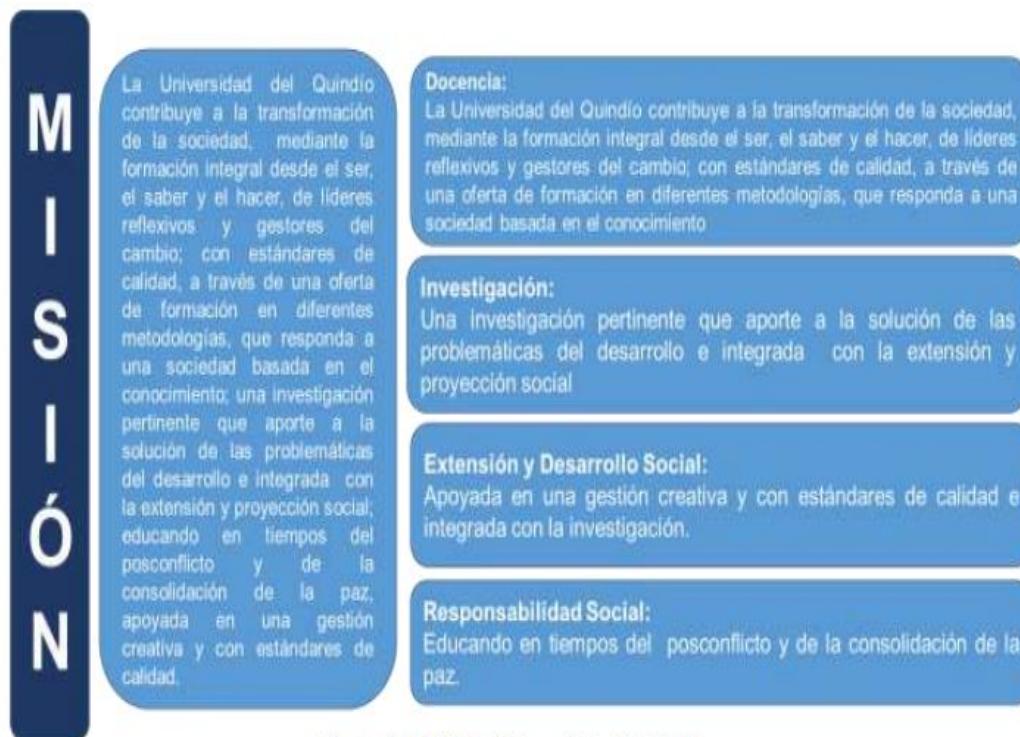 MISIÓN
La Universidad del Quindío
contribuye a la transformación
de la sociedad, mediante la
formación integral desde el ser,
el saber y el hacer, de líderes
reflexivos y gestores del
cambio; con estándares de
calidad, a través de una oferta
de formación en diferentes
metodologías, que responda a
una sociedad basada en el
conocimiento; una investigación
pertinente que aporte a la
solución de las problemáticas
del desarrollo e integrada con
la extensión y proyección social;
educando en tiempos del
posconflicto y de la
consolidación de la paz,
apoyada en una gestión
creativa y con estándares de
calidad.
Docencia:
La Universidad del Quindío contribuye a la transformación de la sociedad,
mediante la formación integral desde el ser, el saber y el hacer, de líderes
reflexivos y gestores del cambio; con estándares de calidad, a través de
una oferta de formación en diferentes metodologías, que responda a una
sociedad basada en el conocimiento
Investigación:
Una investigación pertinente que aporte a la solución de las
problemáticas del desarrollo e integrada con la extensión y
proyección social
Extensión y Desarrollo Social:
Apoyada en una gestión creativa y con estándares de calidad e
integrada con la investigación.
Responsabilidad Social:
Educando en tiempos del posconflicto y de la consolidación de la
paz.